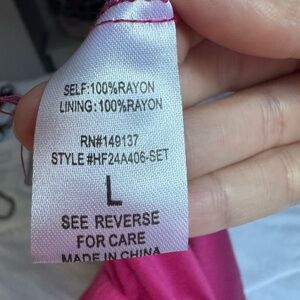 SELF:100%RAYON
LINING:100%RAYON
RN#149137
STYLE #HF24A406-SET
L
SEE REVERSE
FOR CARE
MADE IN CHINA